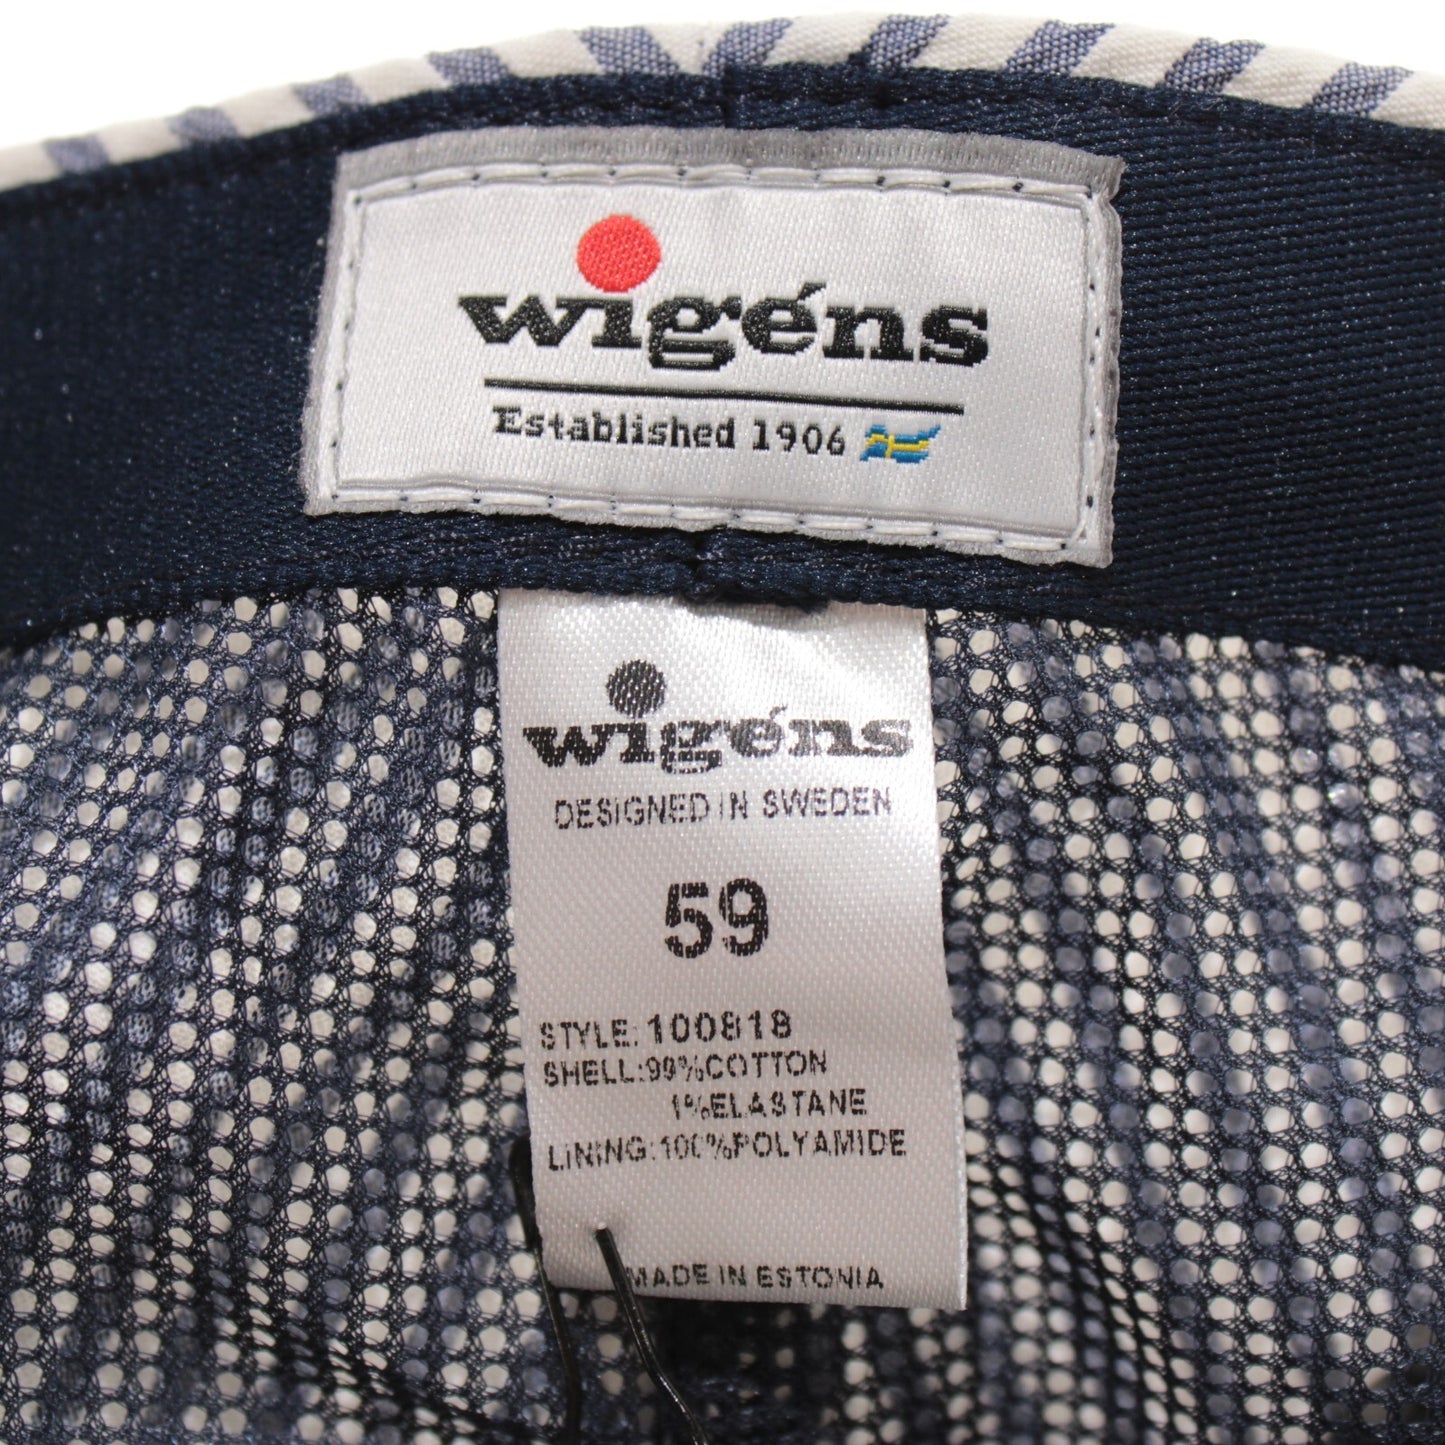 wigéns
Established 1906
wigéns
DESIGNED IN SWEDEN
59
STYLE: 100818
SHELL:99%COTTON
1%ELASTANE
LINING:100%POLYAMIDE
MADE IN ESTONIA